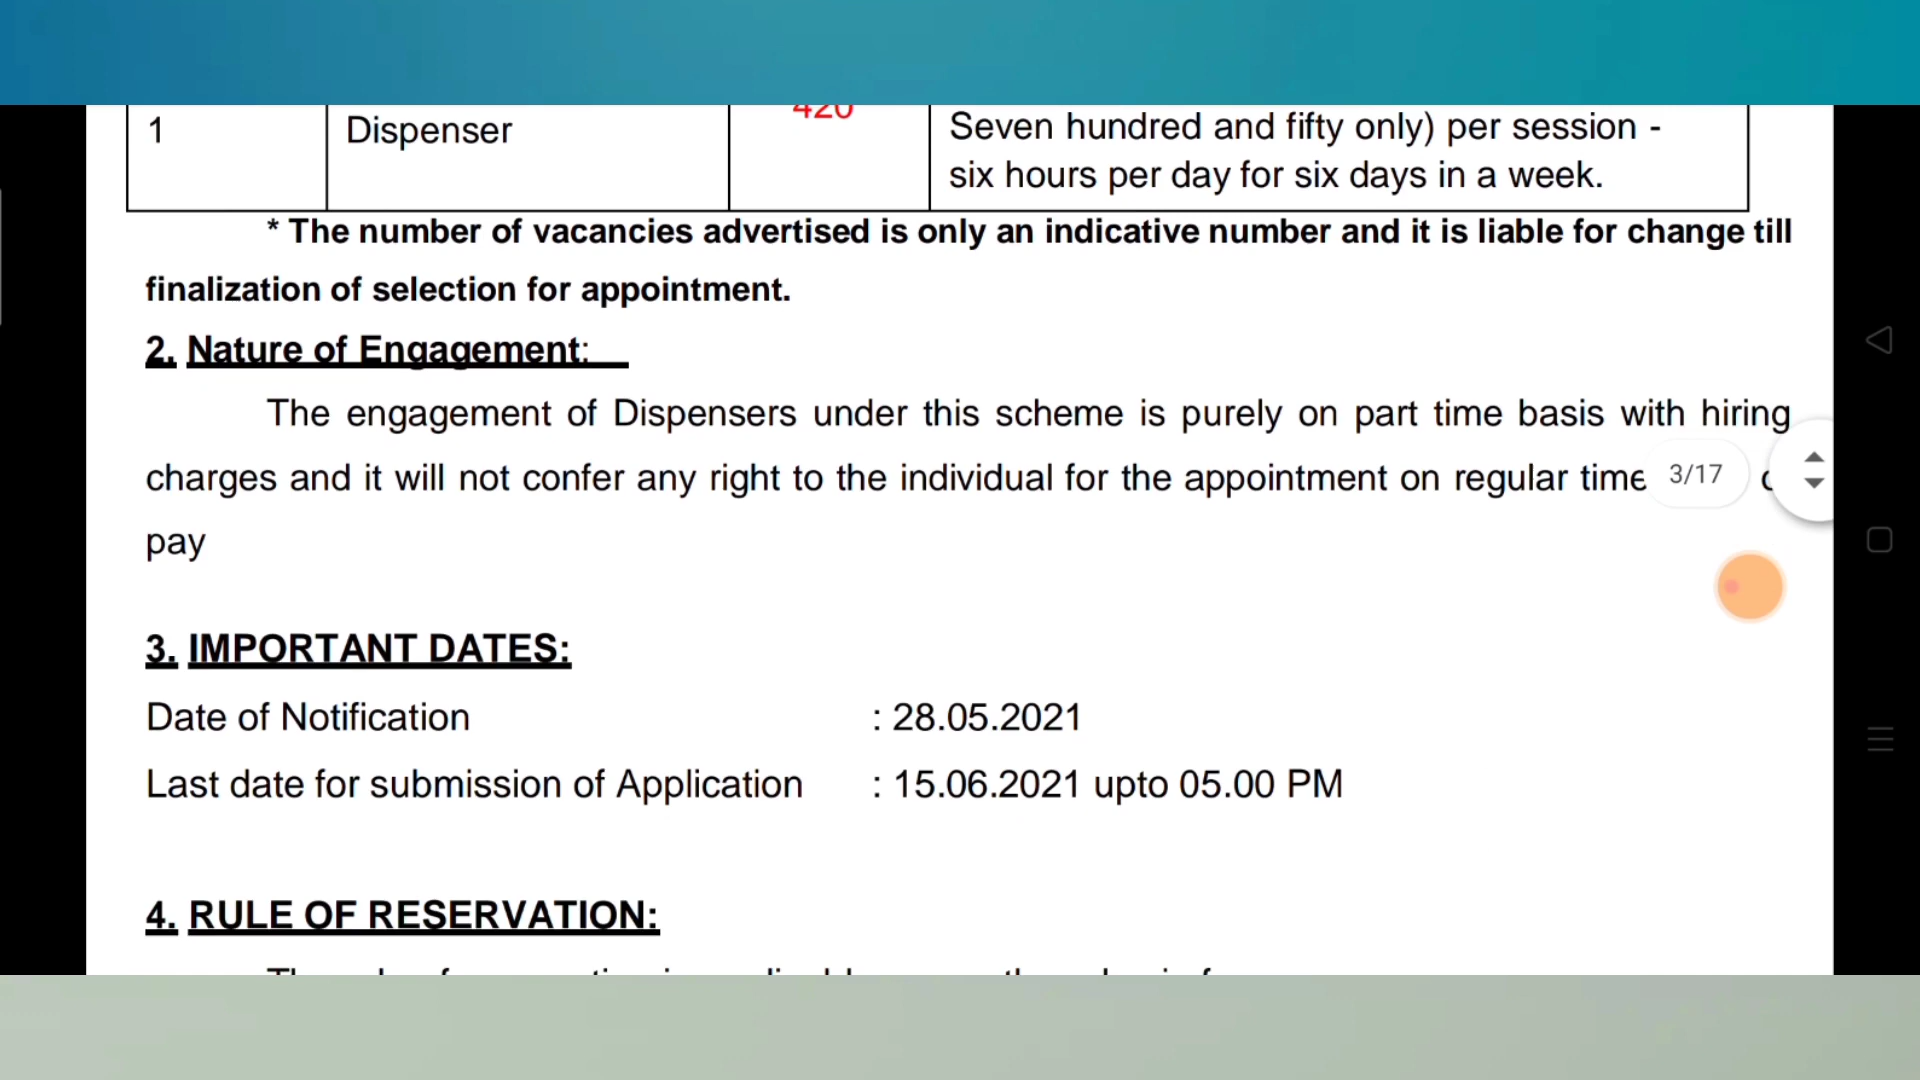 1 Dispenser 420 Seven hundred and fifty only) per session -
six hours per day for six days in a week.
* The number of vacancies advertised is only an indicative number and it is liable for change till
finalization of selection for appointment.
2. Nature of Engagement:
The engagement of Dispensers under this scheme is purely on part time basis with hiring
charges and it will not confer any right to the individual for the appointment on regular time
3/17
pay
3. IMPORTANT DATES:
Date of Notification : 28.05.2021
Last date for submission of Application : 15.06.2021 upto 05.00 PM
4. RULE OF RESERVATION: